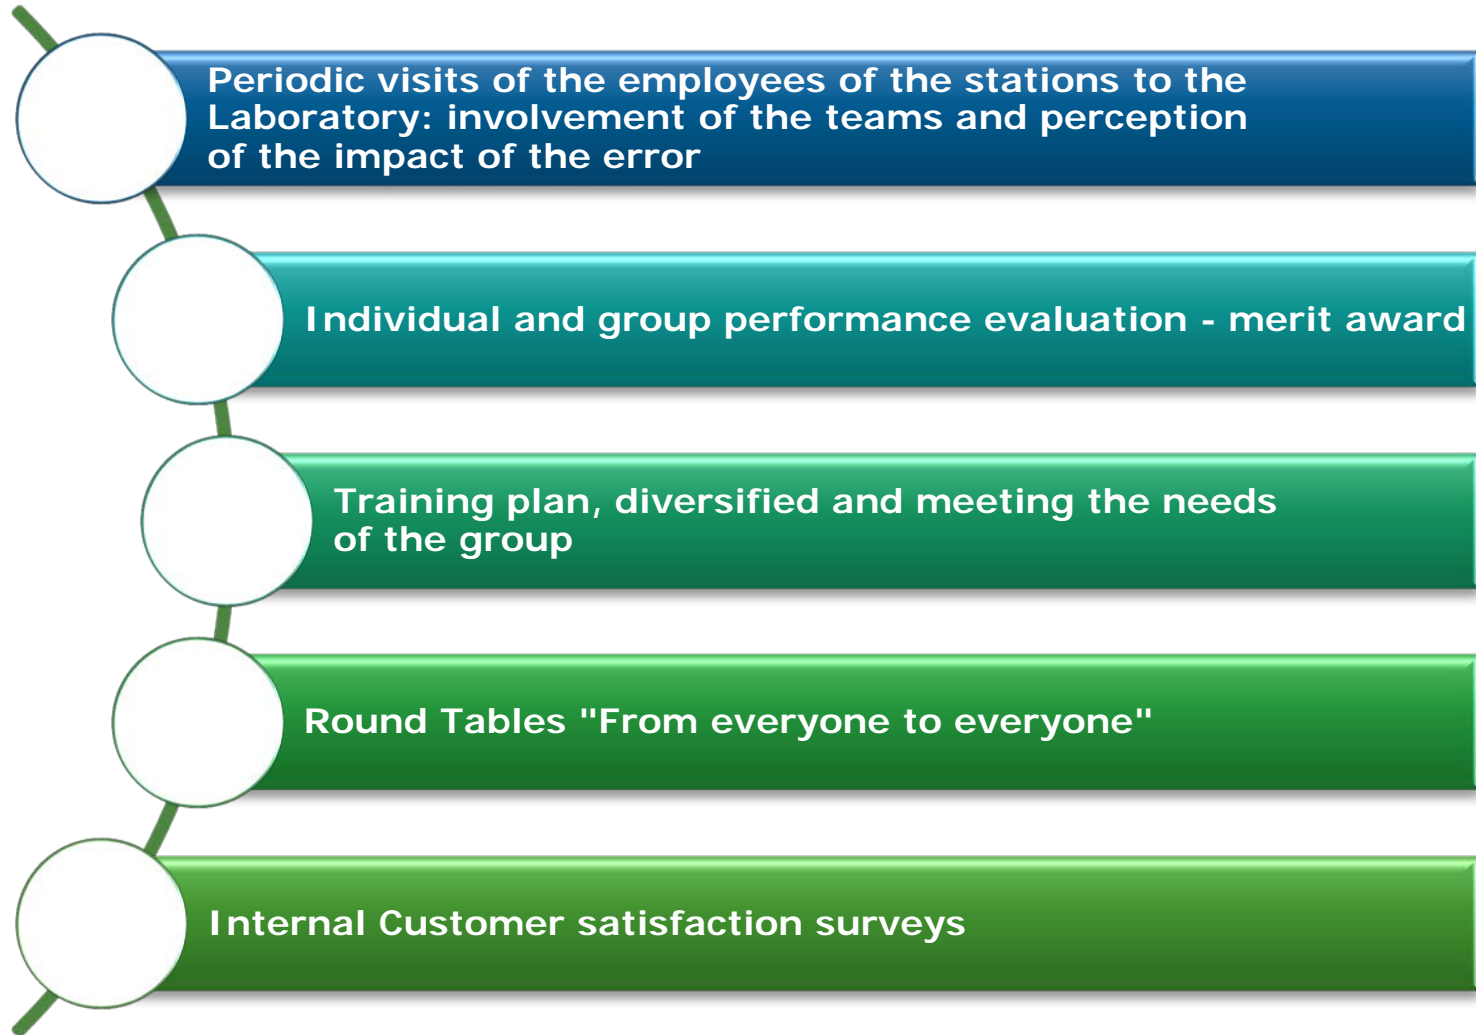 Periodic visits of the employees of the stations to the
Laboratory: involvement of the teams and perception
of the impact of the error
Individual and group performance evaluation - merit award
Training plan, diversified and meeting the needs
of the group
Round Tables "From everyone to everyone"
Internal Customer satisfaction surveys